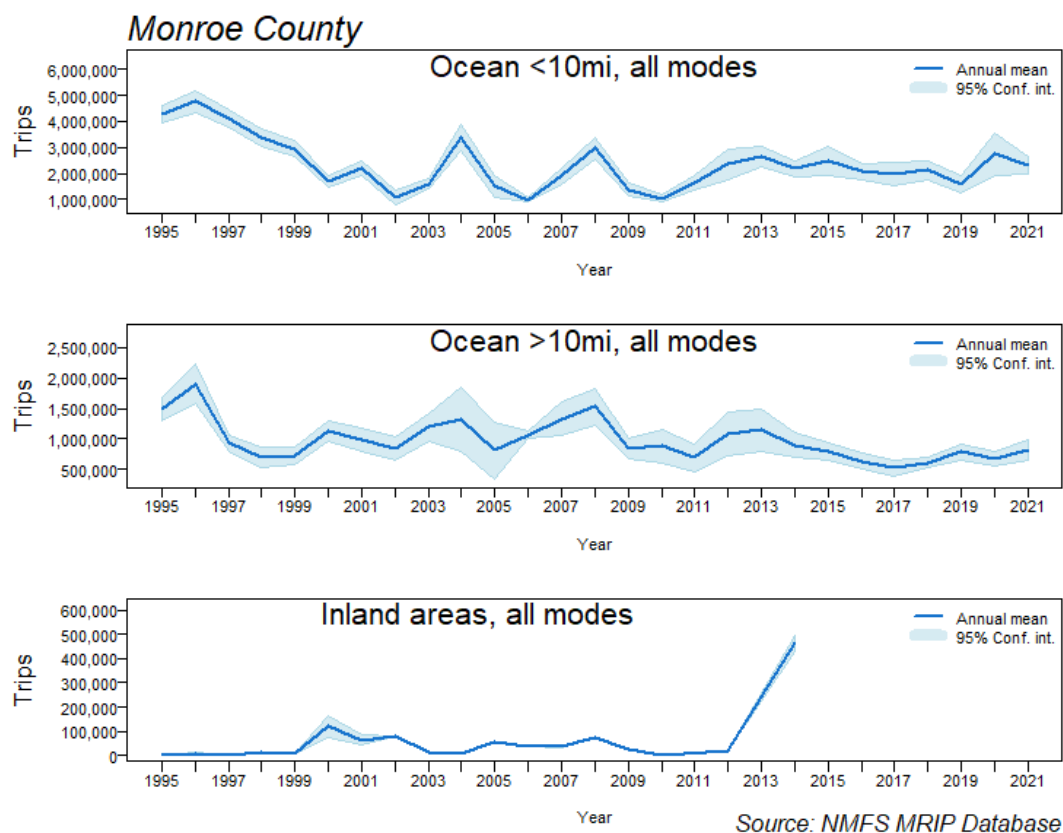 Monroe County
Ocean <10mi, all modes
Annual mean
95% Conf. int.
Trips
6,000,000
5,000,000
4,000,000
3,000,000
2,000,000
1,000,000
1995 1997 1999 2001 2003 2005 2007 2009 2011 2013 2015 2017 2019 2021
Year
Ocean >10mi, all modes
Annual mean
95% Conf. int.
Trips
2,500,000
2,000,000
1,500,000
1,000,000
500,000
1995 1997 1999 2001 2003 2005 2007 2009 2011 2013 2015 2017 2019 2021
Year
Inland areas, all modes
Annual mean
95% Conf. int.
Trips
600,000
500,000
400,000
300,000
200,000
100,000
0
1995 1997 1999 2001 2003 2005 2007 2009 2011 2013 2015 2017 2019 2021
Year
Source: NMFS MRIP Database